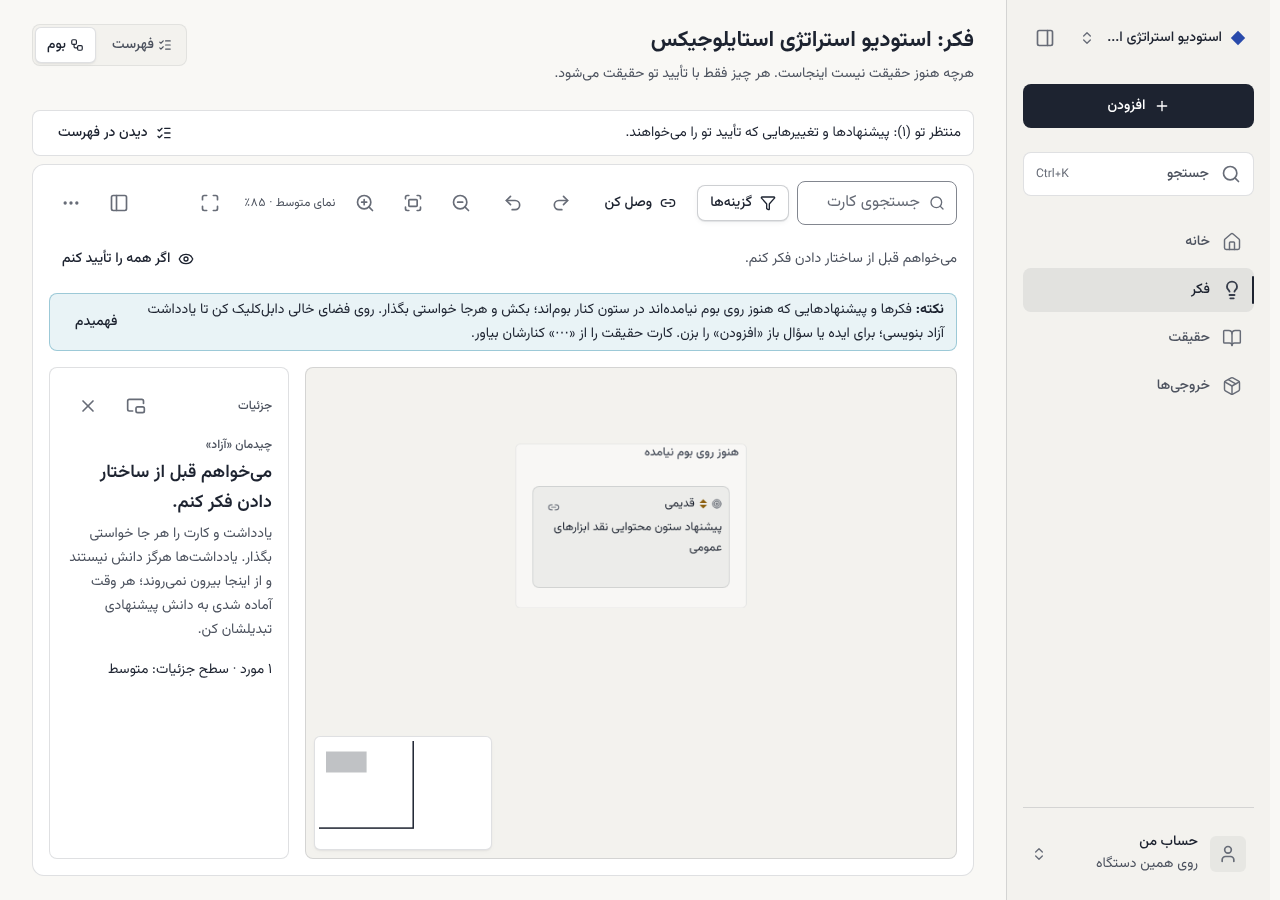 استودیو استراتژی ا...
افزودن
جستجو
Ctrl+K
خانه
فکر
حقیقت
خروجی‌ها
حساب من
روی همین دستگاه
فکر: استودیو استراتژی استایلوجیکس
هرچه هنوز حقیقت نیست اینجاست. هر چیز فقط با تأیید تو حقیقت می‌شود.
فهرست
بوم
منتظر تو (۱): پیشنهادها و تغییرهایی که تأیید تو را می‌خواهند.
دیدن در فهرست
جستجوی کارت
گزینه‌ها
وصل کن
نمای متوسط · ۸۵٪
می‌خواهم قبل از ساختار دادن فکر کنم.
اگر همه را تأیید کنم
نکته: فکرها و پیشنهادهایی که هنوز روی بوم نیامده‌اند در ستون کنار بوم‌اند؛ بکش و هرجا خواستی بگذار. روی فضای خالی دابل‌کلیک کن تا یادداشت
آزاد بنویسی؛ برای ایده یا سؤال باز «افزودن» را بزن. کارت حقیقت را از «···» کنارشان بیاور.
فهمیدم
هنوز روی بوم نیامده
قدیمی
پیشنهاد ستون محتوایی نقد ابزارهای
عمومی
جزئیات
چیدمان «آزاد»
می‌خواهم قبل از ساختار
دادن فکر کنم.
یادداشت و کارت را هر جا خواستی
بگذار. یادداشت‌ها هرگز دانش نیستند
و از اینجا بیرون نمی‌روند؛ هر وقت
آماده شدی به دانش پیشنهادی
تبدیلشان کن.
۱ مورد · سطح جزئیات: متوسط